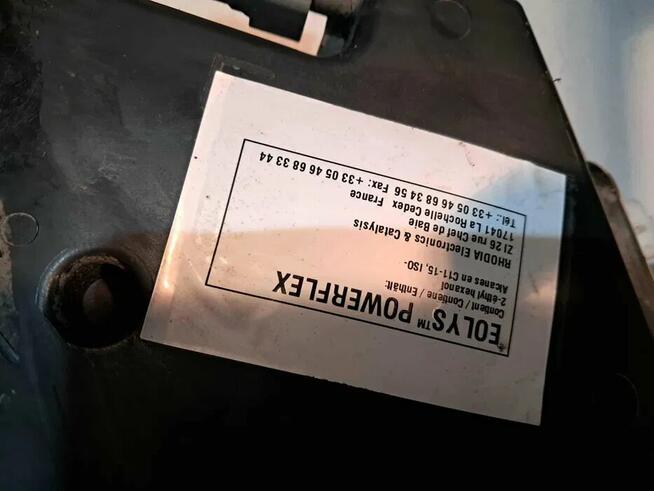 EOLYS™ POWERFLEX
Contient / Contiene / Enthält:
2-éthyl hexanol
Alcanes en C11-15, ISO-
RHODIA Electronics & Catalysis
ZI 26 rue Chef de Baie
17041 La Rochelle Cedex France
Tél.: + 33 05 46 68 34 56 Fax: + 33 05 46 68 33 44